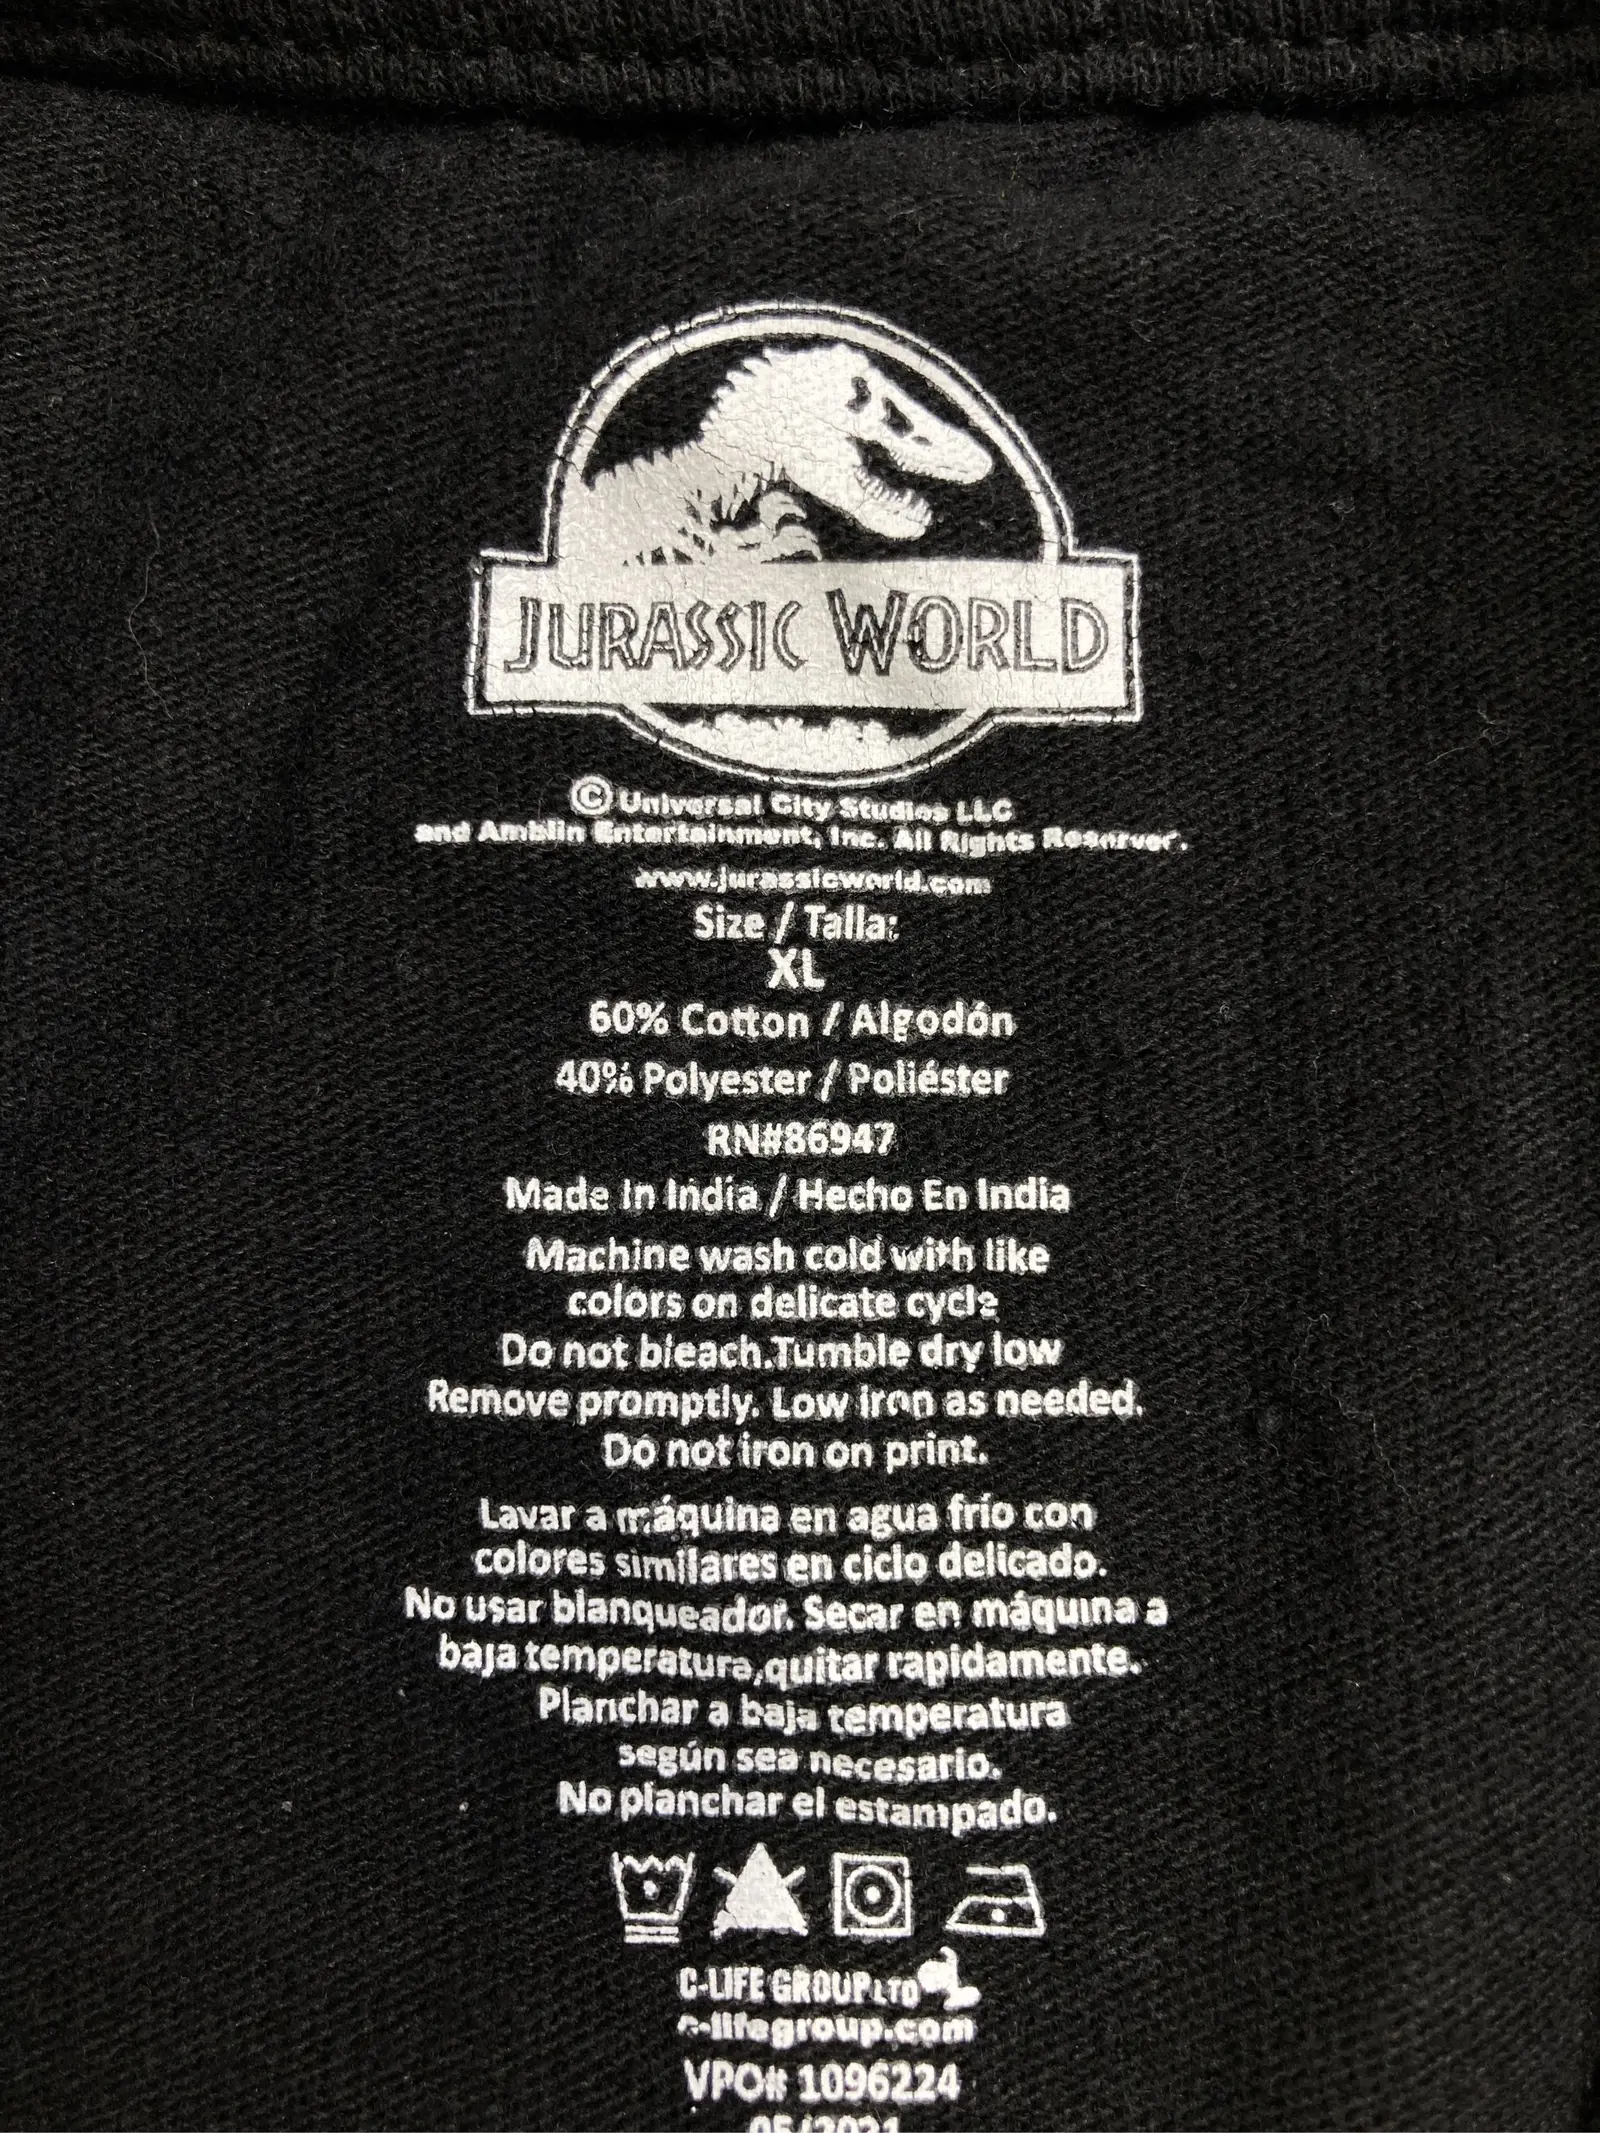 JURASSIC WORLD
© Universal City Studios LLC
and Amblin Entertainment, Inc. All Rights Reserver.
www.jurassicworld.com
Size / Talla:
XL
60% Cotton / Algodón
40% Polyester / Poliéster
RN#86947
Made In India / Hecho En India
Machine wash cold with like
colors on delicate cycle
Do not bleach.Tumble dry low
Remove promptly. Low iron as needed.
Do not iron on print.
Lavar a máquina en agua frío con
colores similares en ciclo delicado.
No usar blanqueador. Secar en máquina a
baja temperatura,quitar rapidamente.
Planchar a baja temperatura
según sea necesario.
No planchar el estampado.
C-LIFE GROUP LTD
c-lifegroup.com
VPO# 1096224
05/2021